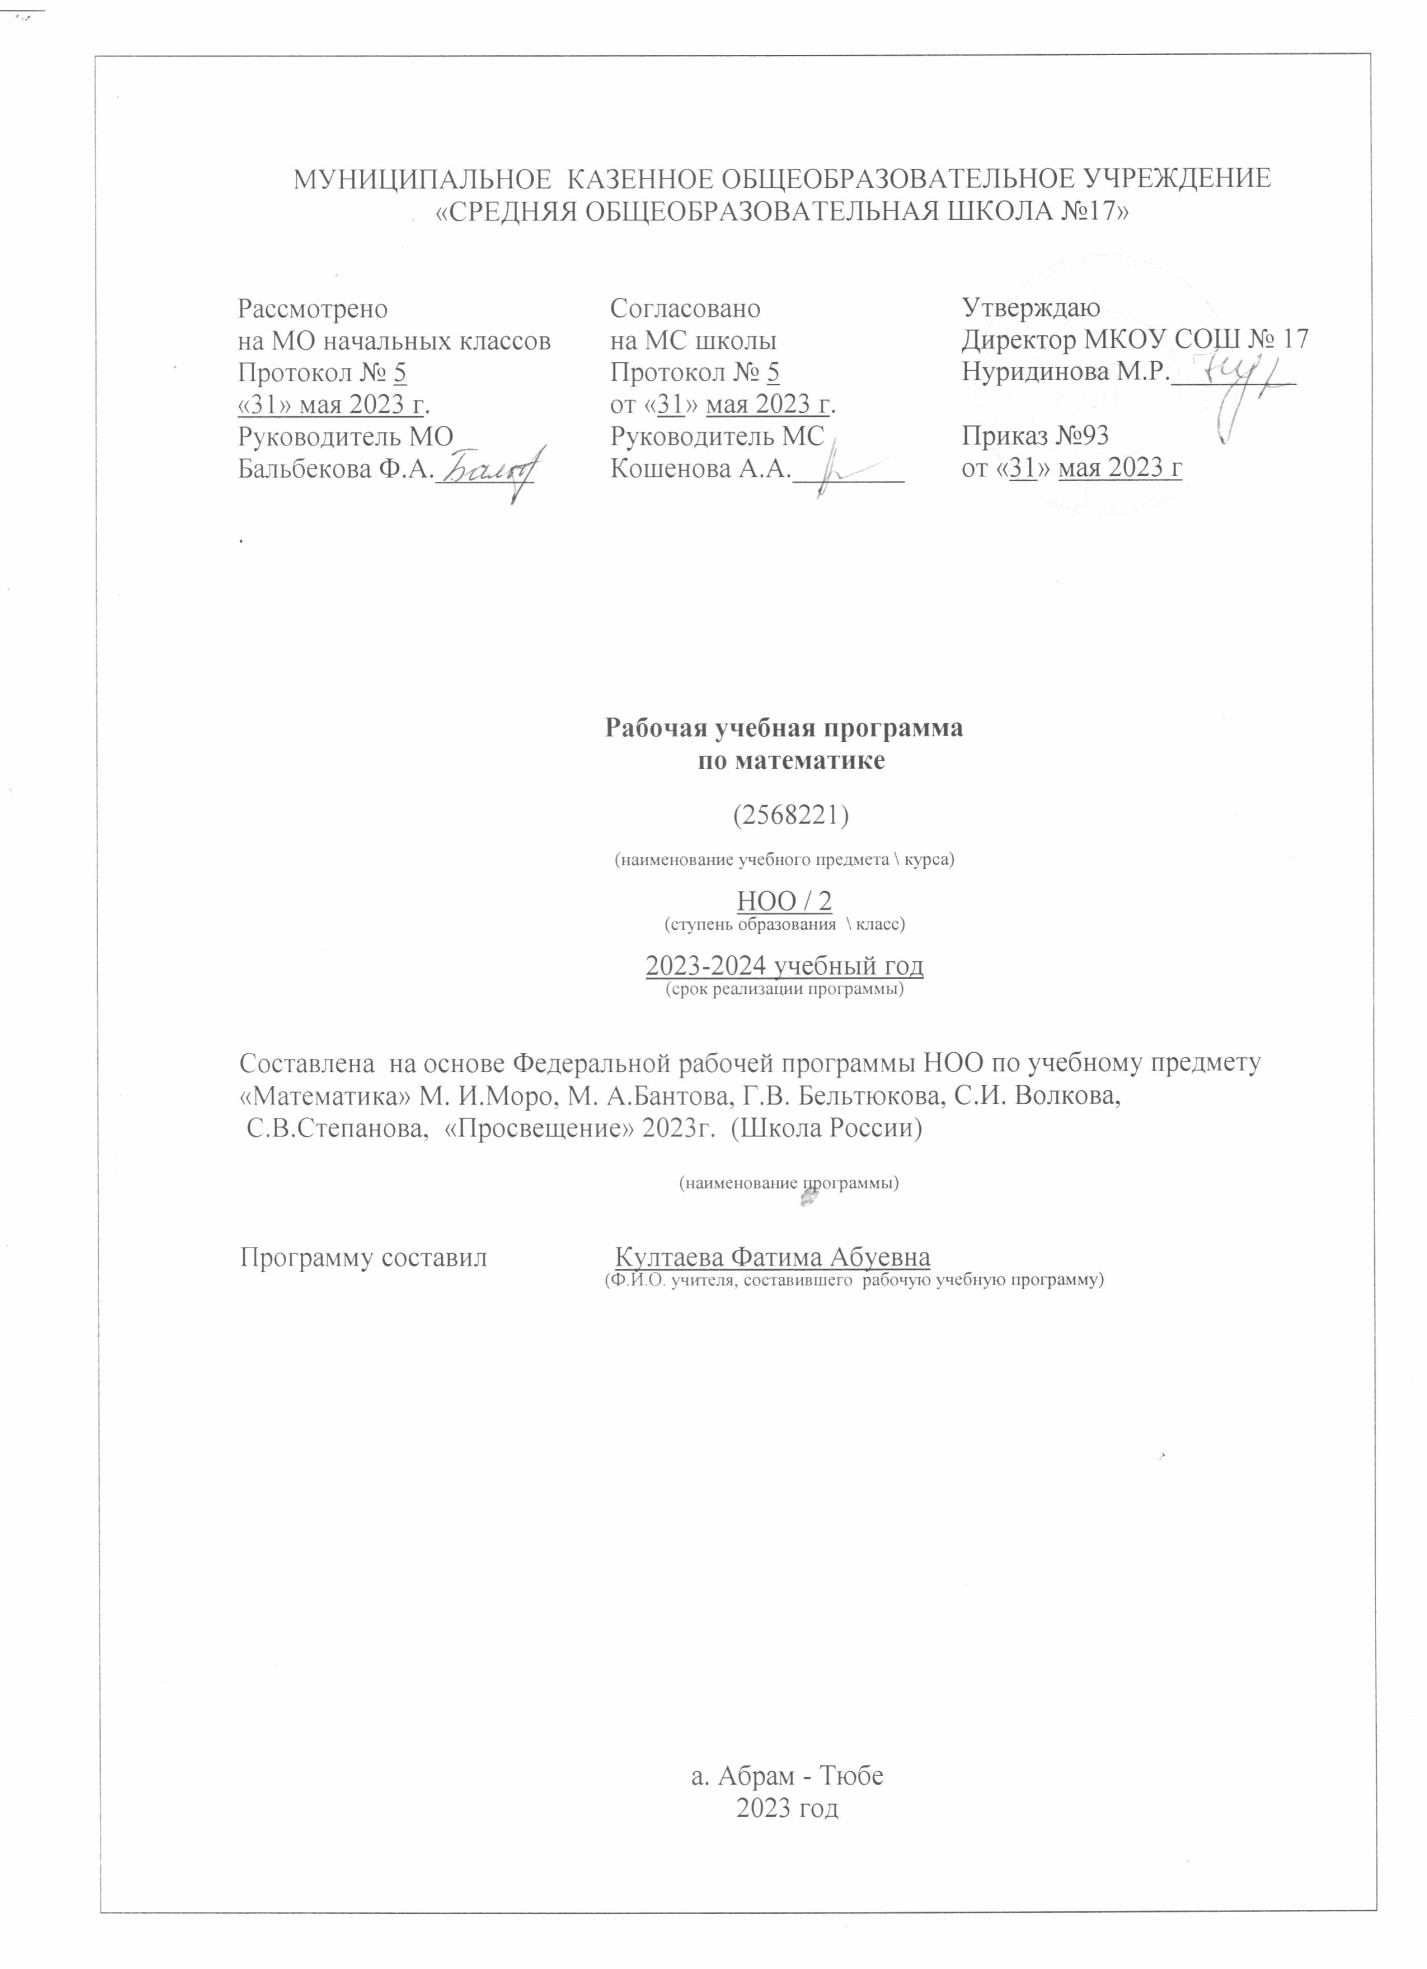 МУНИЦИПАЛЬНОЕ КАЗЕННОЕ ОБЩЕОБРАЗОВАТЕЛЬНОЕ УЧРЕЖДЕНИЕ
«СРЕДНЯЯ ОБЩЕОБРАЗОВАТЕЛЬНАЯ ШКОЛА №17»
Рассмотрено
на МО начальных классов
Протокол № 5
«31» мая 2023 г.
Руководитель МО
Бальбекова Ф.А.
Согласовано
на МС школы
Протокол № 5
от «31» мая 2023 г.
Руководитель МС
Кошенова А.А.
Утверждаю
Директор МКОУ СОШ № 17
Нуридинова М.Р.
Приказ №93
от «31» мая 2023 г
Рабочая учебная программа
по математике
(2568221)
(наименование учебного предмета \ курса)
НОО / 2
(ступень образования \ класс)
2023-2024 учебный год
(срок реализации программы)
Составлена на основе Федеральной рабочей программы НОО по учебному предмету
«Математика» М. И.Моро, М. А.Бантова, Г.В. Бельтюкова, С.И. Волкова,
С.В.Степанова, «Просвещение» 2023г. (Школа России)
(наименование программы)
Программу составил Култаева Фатима Абуевна
(Ф.И.О. учителя, составившего рабочую учебную программу)
а. Абрам - Тюбе
2023 год